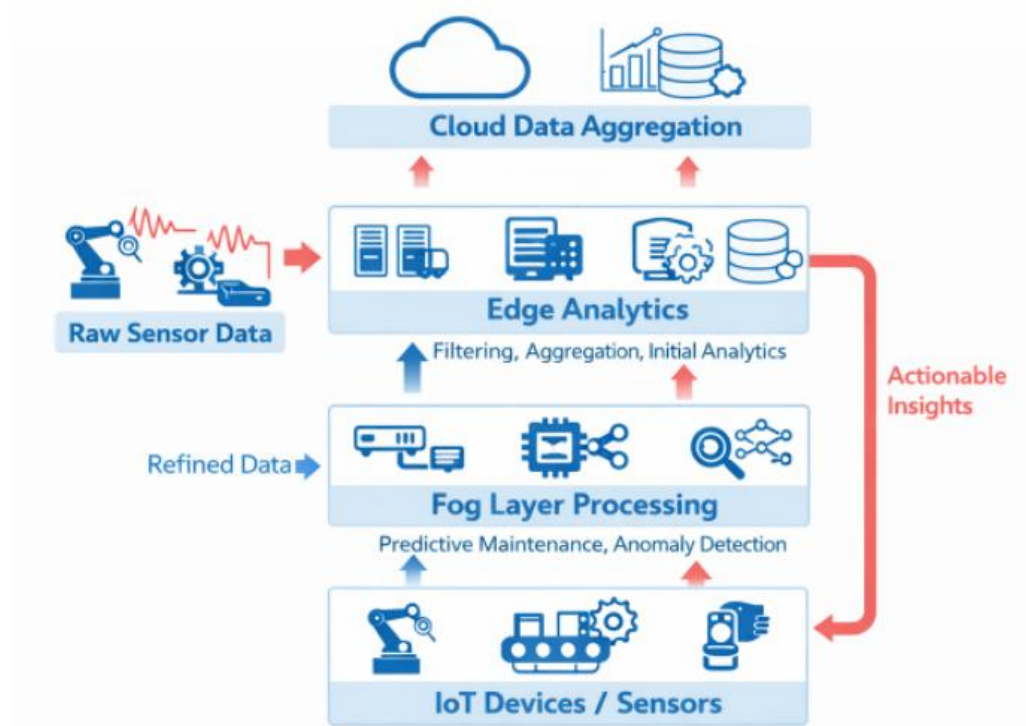 Cloud Data Aggregation
Raw Sensor Data
Edge Analytics
Filtering, Aggregation, Initial Analytics
Actionable
Insights
Refined Data
Fog Layer Processing
Predictive Maintenance, Anomaly Detection
IoT Devices / Sensors